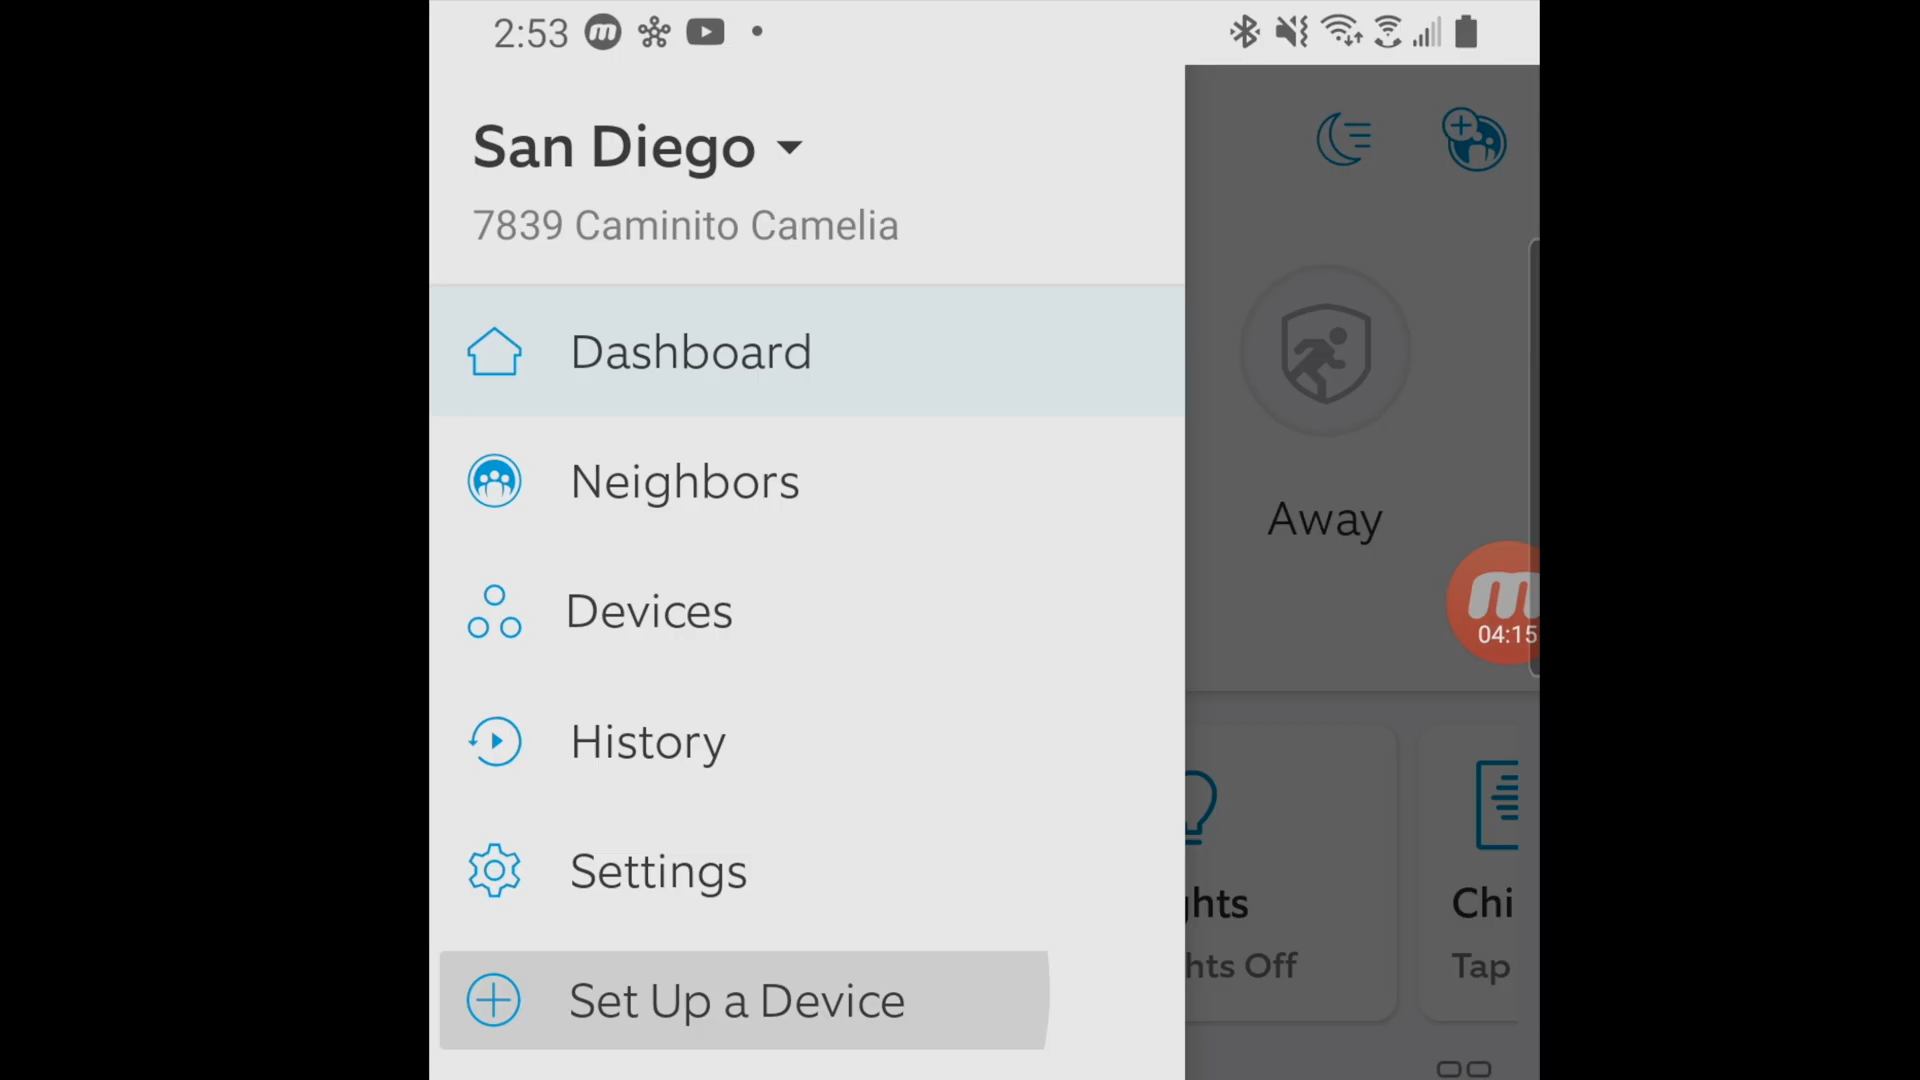 2:53
San Diego
7839 Caminito Camelia
Dashboard
Neighbors
Devices
History
Settings
Set Up a Device
Away
m
04:15
hts
hts Off
Chi
Tap